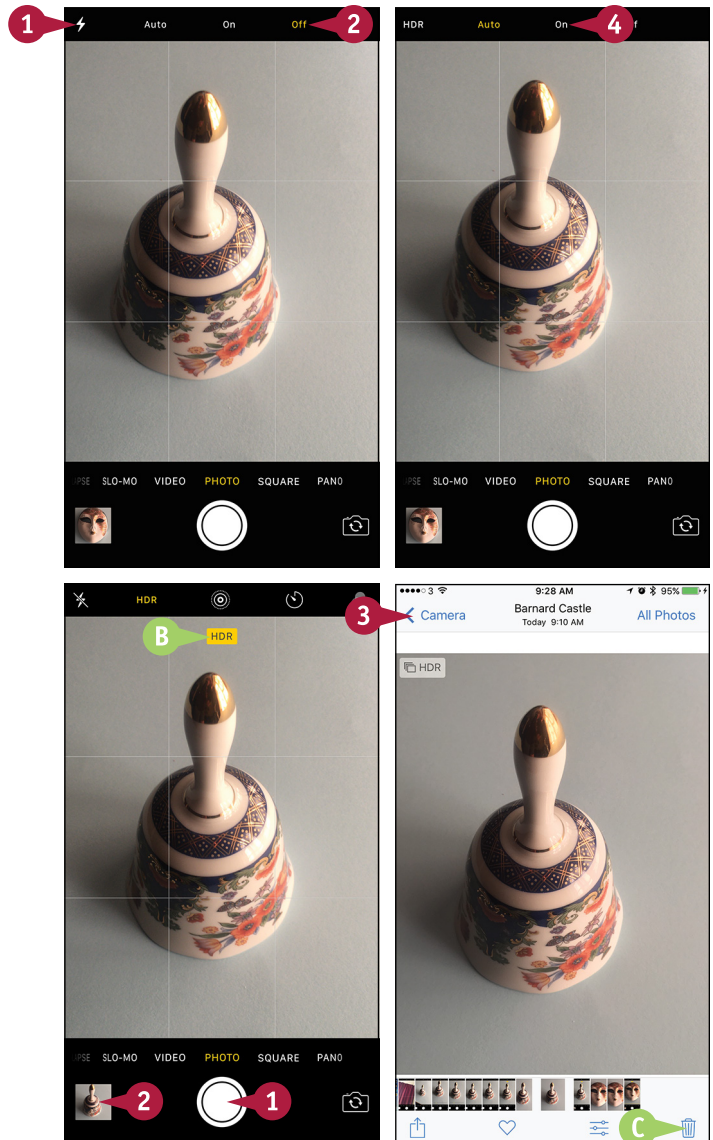 1
Auto On Off
2
HDR Auto On
4
f
PSE SLO-MO VIDEO PHOTO SQUARE PANO
PSE SLO-MO VIDEO PHOTO SQUARE PANO
HDR
B HDR
PSE SLO-MO VIDEO PHOTO SQUARE PANO
2
1
3 9:28 AM 95%
3
Camera Barnard Castle All Photos
Today 9:10 AM
HDR
C